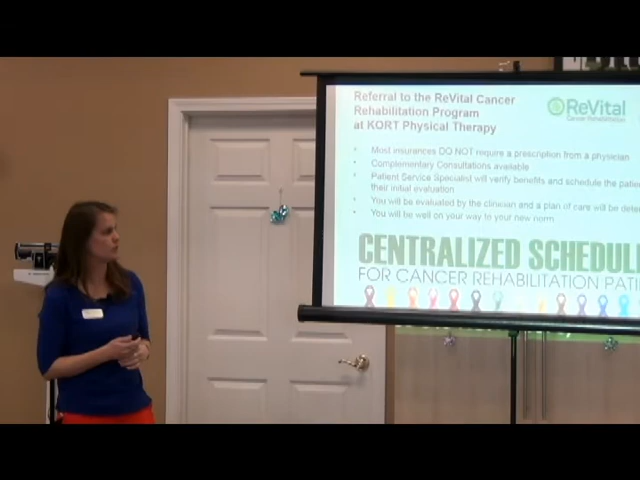 Referral to the ReVital Cancer
Rehabilitation Program
at KORT Physical Therapy
ReVital
Cancer Rehabilitation
Most insurances DO NOT require a prescription from a physician
Complementary Consultations available
Patient Service Specialist will verify benefits and schedule the patie
their initial evaluation
You will be evaluated by the clinician and a plan of care will be dete
You will be well on your way to your new norm
CENTRALIZED SCHEDULI
FOR CANCER REHABILITATION PATIE